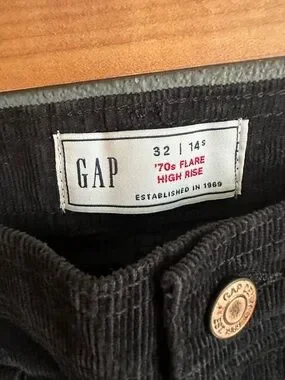 GAP
32 | 14ˢ
'70s FLARE
HIGH RISE
ESTABLISHED IN 1969
GAP